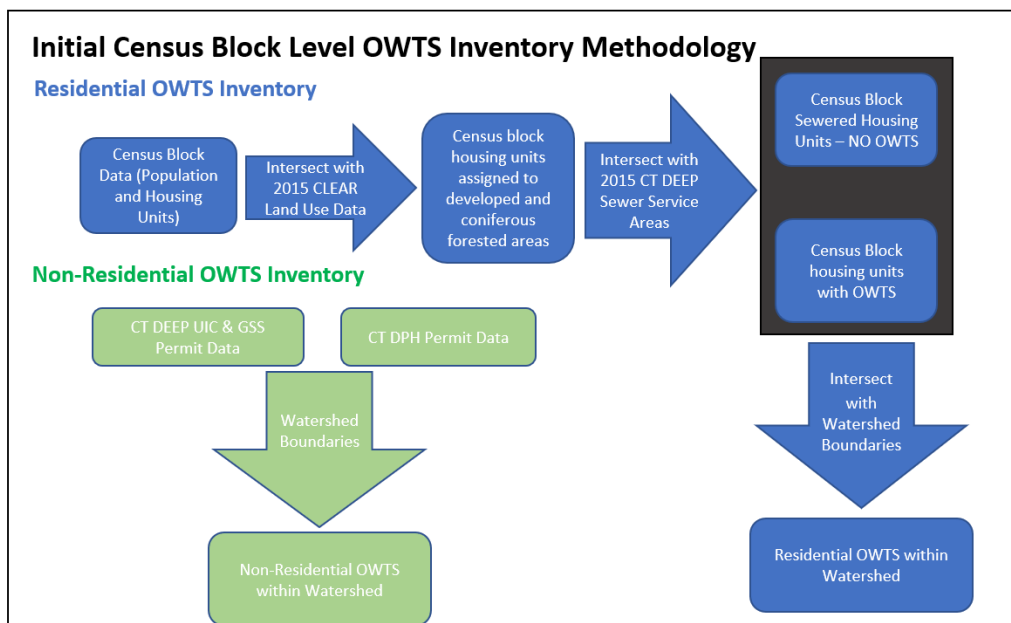 Initial Census Block Level OWTS Inventory Methodology
Residential OWTS Inventory
Census Block
Data (Population
and Housing
Units)
Intersect with
2015 CLEAR
Land Use Data
Census block
housing units
assigned to
developed and
coniferous
forested areas
Intersect with
2015 CT DEEP
Sewer Service
Areas
Census Block
Sewered Housing
Units – NO OWTS
Census Block
housing units
with OWTS
Intersect
with
Watershed
Boundaries
Residential OWTS within
Watershed
Non-Residential OWTS Inventory
CT DEEP UIC & GSS
Permit Data
CT DPH Permit Data
Watershed
Boundaries
Non-Residential OWTS
within Watershed